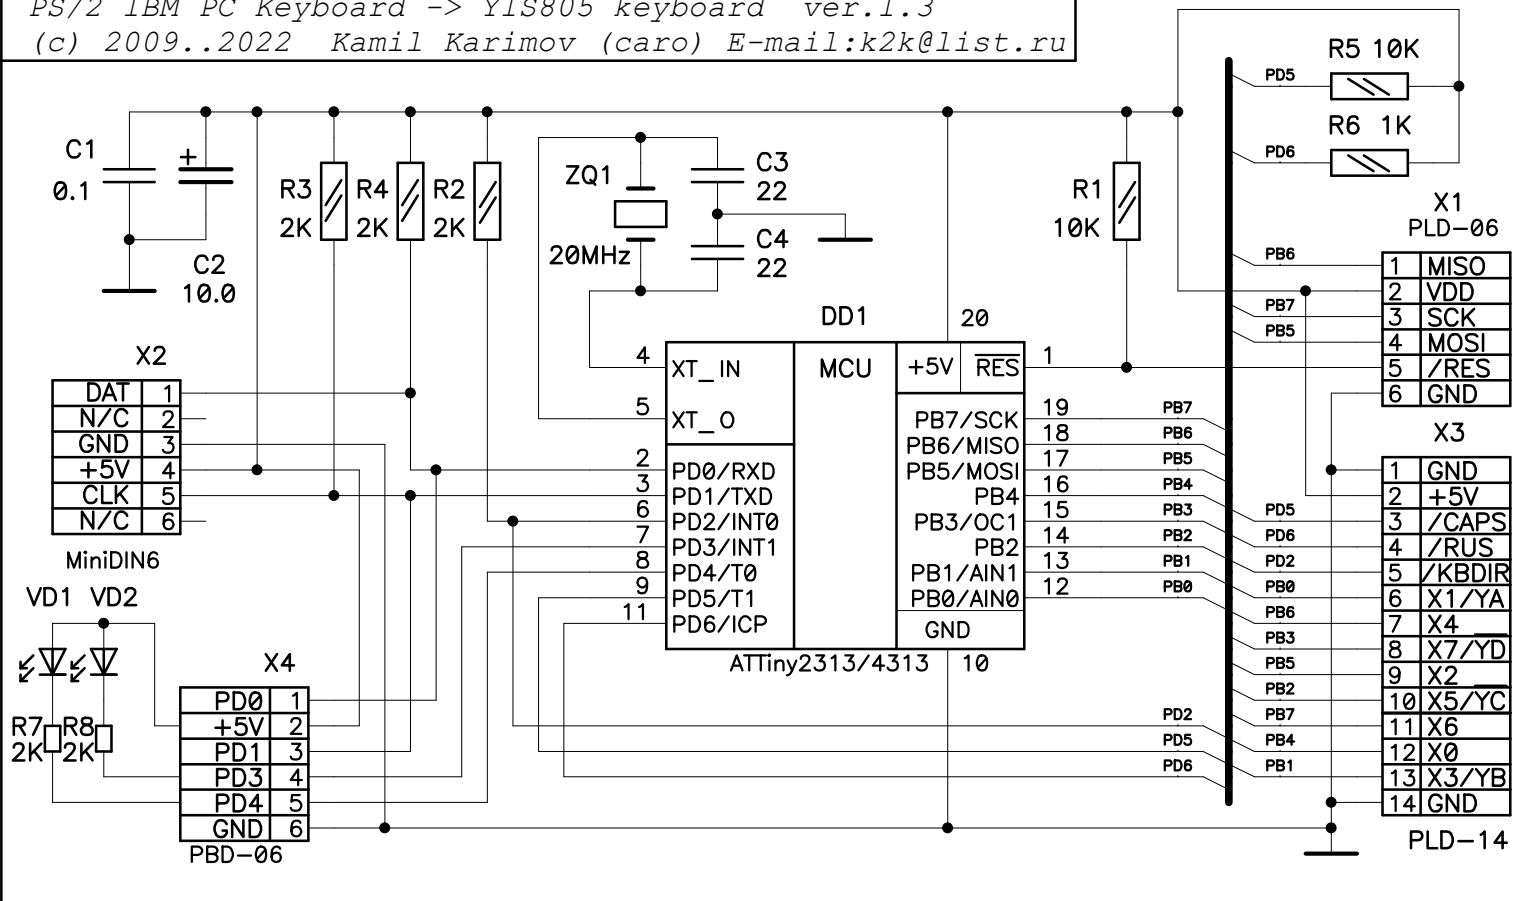 PS/2 IBM PC Keyboard -> YIS805 keyboard ver.1.3
(c) 2009..2022 Kamil Karimov (caro) E-mail:k2k@list.ru
C1
0.1
+
C2
10.0
R3
2K
R4
2K
R2
2K
ZQ1
20MHz
C3
22
C4
22
R1
10K
PD5
R5 10K
PD6
R6 1K
X1
PLD-06
PB6
1 MISO
2 VDD
PB7
3 SCK
PB5
4 MOSI
5 /RES
6 GND
X2
DAT 1
N/C 2
GND 3
+5V 4
CLK 5
N/C 6
MiniDIN6
DD1
20
4 XT_IN
MCU
+5V
RES 1
5 XT_O
2 PD0/RXD
3 PD1/TXD
6 PD2/INT0
7 PD3/INT1
8 PD4/T0
9 PD5/T1
11 PD6/ICP
PB7/SCK 19 PB7
PB6/MISO 18 PB6
PB5/MOSI 17 PB5
PB4 16 PB4
PB3/OC1 15 PB3
PB2 14 PB2
PB1/AIN1 13 PB1
PB0/AIN0 12 PB0
GND
ATTiny2313/4313 10
X3
1 GND
2 +5V
PD5 3 /CAPS
PD6 4 /RUS
PD2 5 /KBDIR
PB0 6 X1/YA
PB6 7 X4
PB3 8 X7/YD
PB5 9 X2
PB2 10 X5/YC
PB7 11 X6
PB4 12 X0
PB1 13 X3/YB
14 GND
PLD-14
VD1 VD2
R7
2K
R8
2K
X4
PD0 1
+5V 2
PD1 3
PD3 4
PD4 5
GND 6
PBD-06
PD2
PD5
PD6